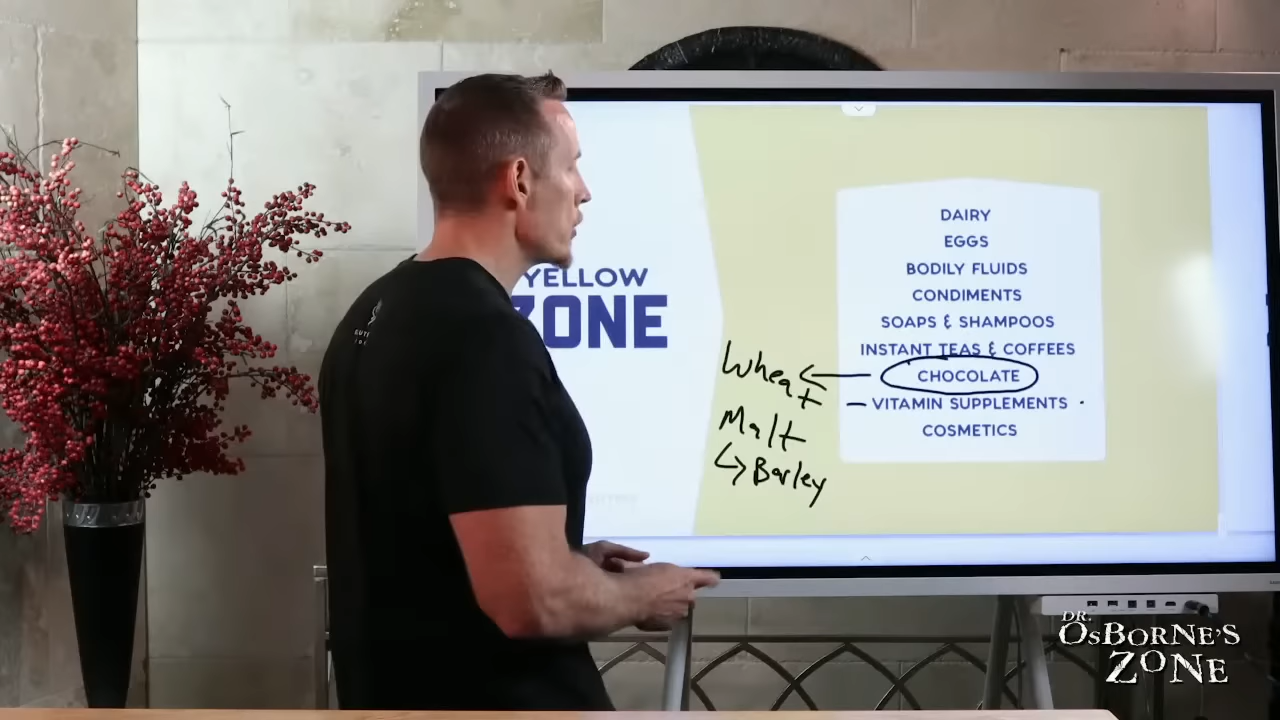 YELLOW
ZONE
DAIRY
EGGS
BODILY FLUIDS
CONDIMENTS
SOAPS & SHAMPOOS
INSTANT TEAS & COFFEES
CHOCOLATE
VITAMIN SUPPLEMENTS
COSMETICS
Wheat
Malt
Barley
DR.
OSBORNE'S
ZONE